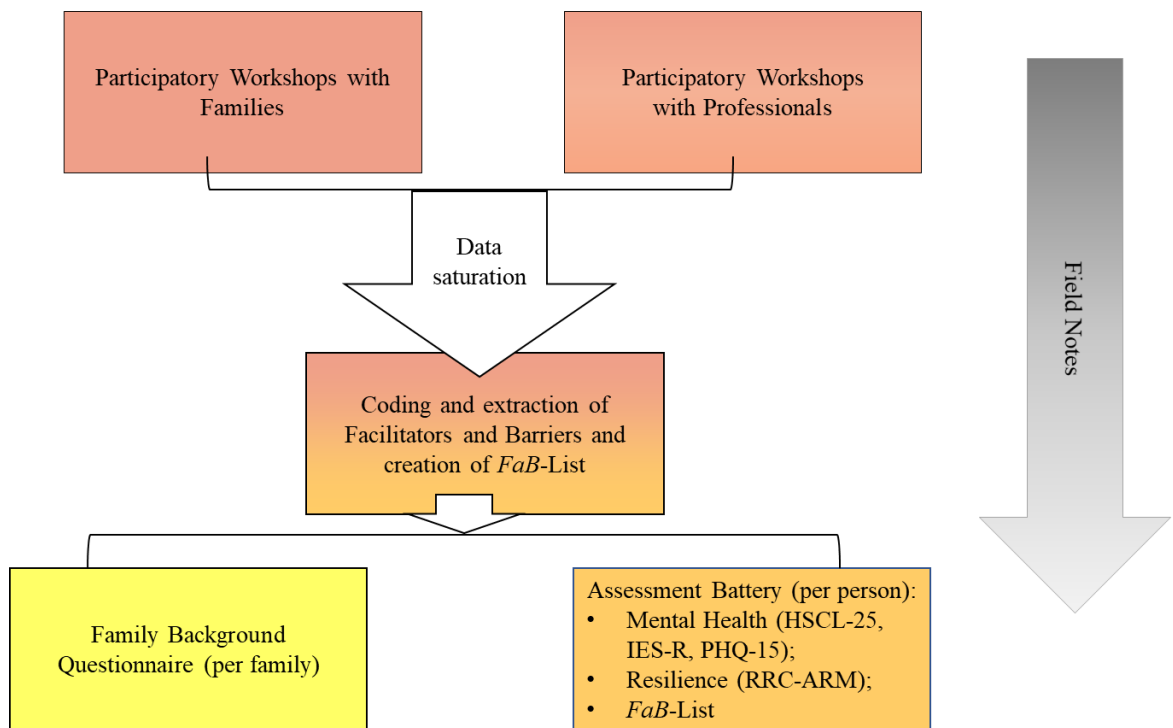 Participatory Workshops with
Families
Participatory Workshops
with Professionals
Data
saturation
Coding and extraction of
Facilitators and Barriers and
creation of FaB-List
Family Background
Questionnaire (per family)
Assessment Battery (per person):
• Mental Health (HSCL-25,
IES-R, PHQ-15);
• Resilience (RRC-ARM);
• FaB-List
Field Notes